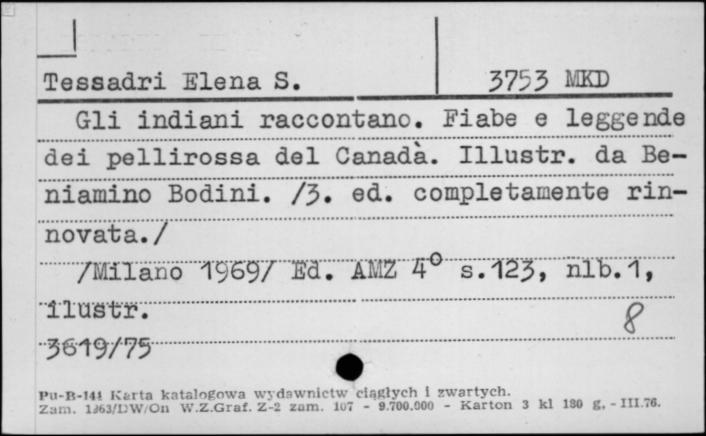 Tessadri Elena S.
3753 MKD
Gli indiani raccontano. Fiabe e leggende
dei pellirossa del Canadà. Illustr. da Be-
niamino Bodini. /3. ed. completamente rin-
novata./
/Milano 1969/ Ed. AMZ 4° s.123, nlb.1,
ilustr.
8
3619/75
Pu-B-141 Karta katalogowa wydawnictw ciągłych i zwartych.
Zam. 1263/DW/On W.Z.Graf. Z-2 zam. 107 - 9.700.000 - Karton 3 kl 180 g. - III.76.